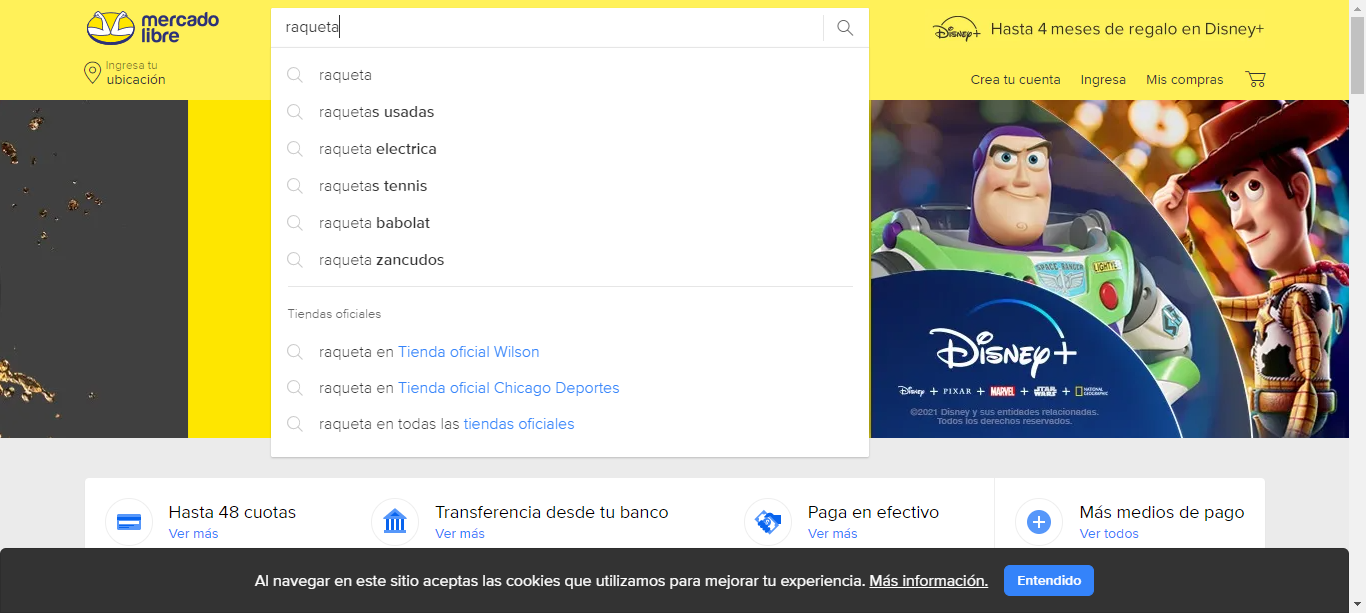 mercado
libre
raqueta
Disney+
Hasta 4 meses de regalo en Disney+
Ingresa tu
ubicación
Crea tu cuenta
Ingresa
Mis compras
raqueta
raquetas usadas
raqueta electrica
raquetas tennis
raqueta babolat
raqueta zancudos
Tiendas oficiales
raqueta en Tienda oficial Wilson
raqueta en Tienda oficial Chicago Deportes
raqueta en todas las tiendas oficiales
SPACE RANGER
LIGHTYE
Disney+
Disney + PIXAR + MARVEL + STAR WARS + NATIONAL GEOGRAPHIC
©2021 Disney y sus entidades relacionadas.
Todos los derechos reservados.
Hasta 48 cuotas
Ver más
Transferencia desde tu banco
Ver más
Paga en efectivo
Ver más
Más medios de pago
Ver todos
Al navegar en este sitio aceptas las cookies que utilizamos para mejorar tu experiencia. Más información.
Entendido